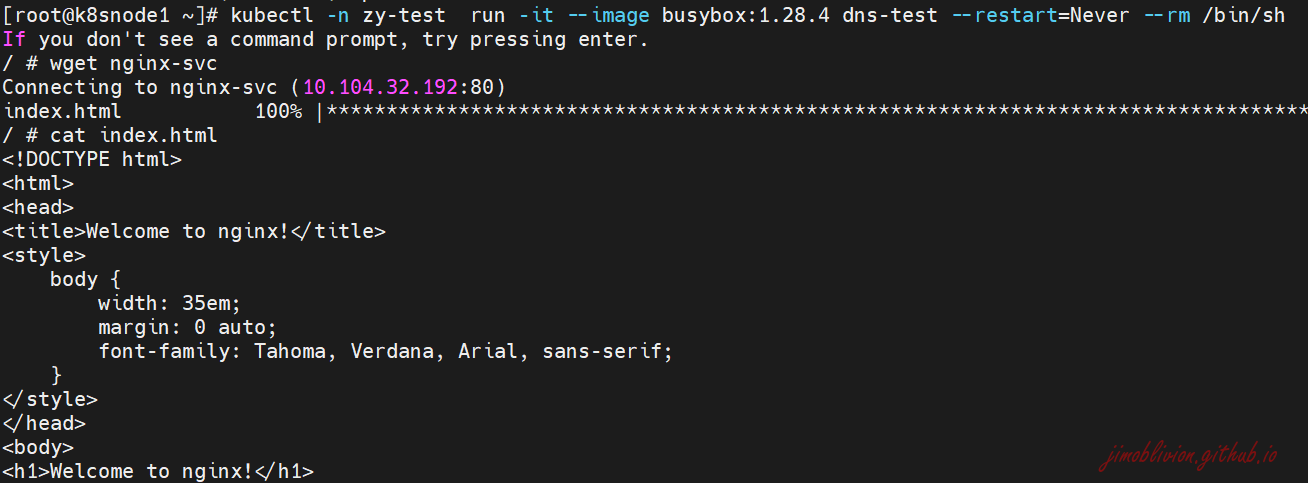 [root@k8snode1 ~]# kubectl -n zy-test  run -it --image busybox:1.28.4 dns-test --restart=Never --rm /bin/sh
If you don't see a command prompt, try pressing enter.
/ # wget nginx-svc
Connecting to nginx-svc (10.104.32.192:80)
index.html           100% |**********************************************************************************
/ # cat index.html
<!DOCTYPE html>
<html>
<head>
<title>Welcome to nginx!</title>
<style>
    body {
        width: 35em;
        margin: 0 auto;
        font-family: Tahoma, Verdana, Arial, sans-serif;
    }
</style>
</head>
<body>
<h1>Welcome to nginx!</h1>
jimoblivion.github.io